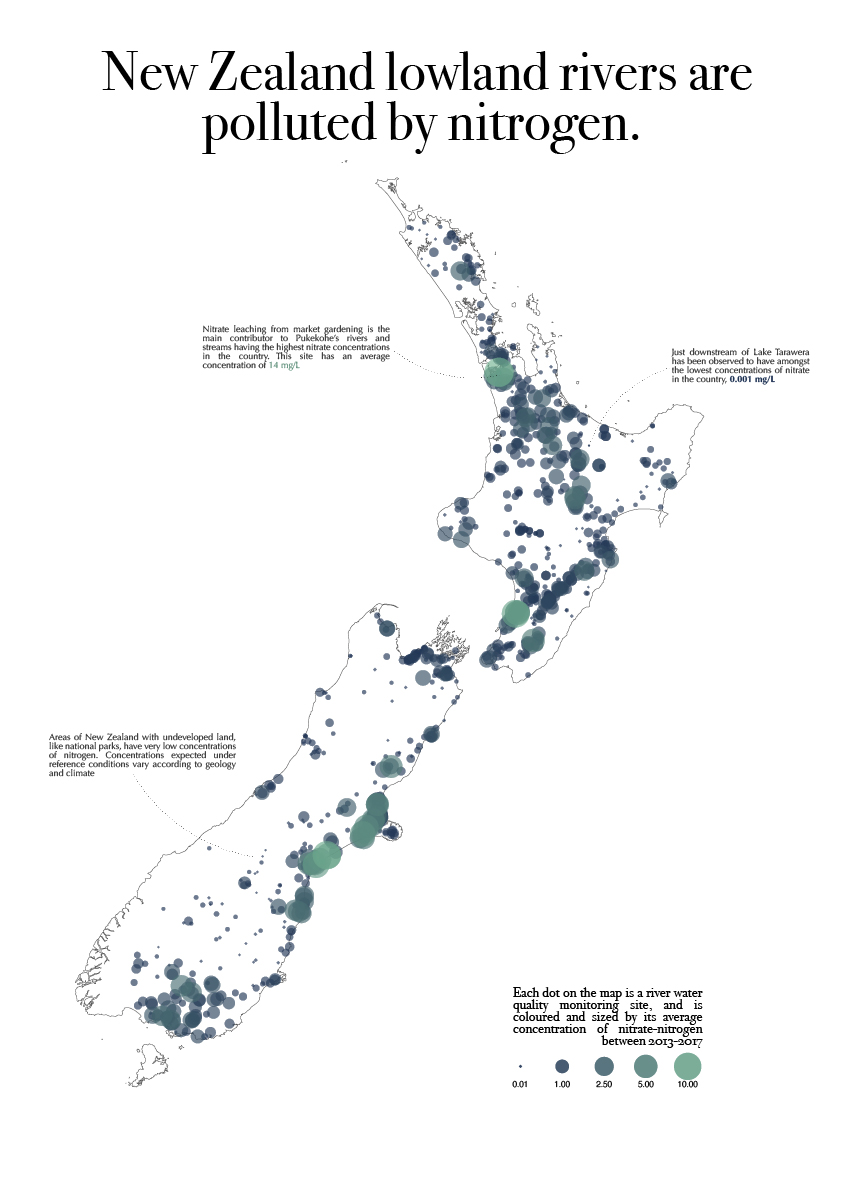 New Zealand lowland rivers are
polluted by nitrogen.
Nitrate leaching from market gardening is the
main contributor to Pukekohe's rivers and
streams having the highest nitrate concentrations
in the country. This site has an average
concentration of 14 mg/L
Just downstream of Lake Tarawera
has been observed to have amongst
the lowest concentrations of nitrate
in the country, 0.001 mg/L
Areas of New Zealand with undeveloped land,
like national parks, have very low concentrations
of nitrogen. Concentrations expected under
reference conditions vary according to geology
and climate
Each dot on the map is a river water
quality monitoring site, and is
coloured and sized by its average
concentration of nitrate-nitrogen
between 2013-2017
0.01 1.00 2.50 5.00 10.00